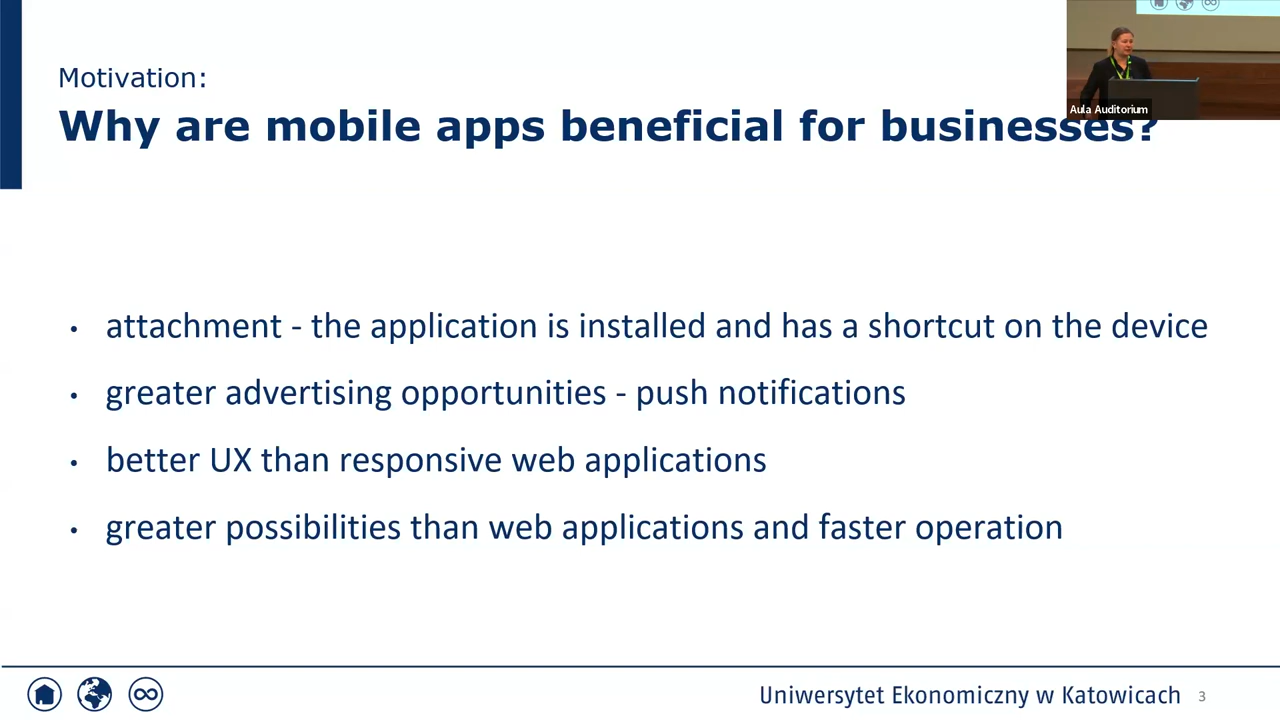 Motivation:
Why are mobile apps beneficial for businesses?
Aula Auditorium
• attachment - the application is installed and has a shortcut on the device
• greater advertising opportunities - push notifications
• better UX than responsive web applications
• greater possibilities than web applications and faster operation
Uniwersytet Ekonomiczny w Katowicach 3